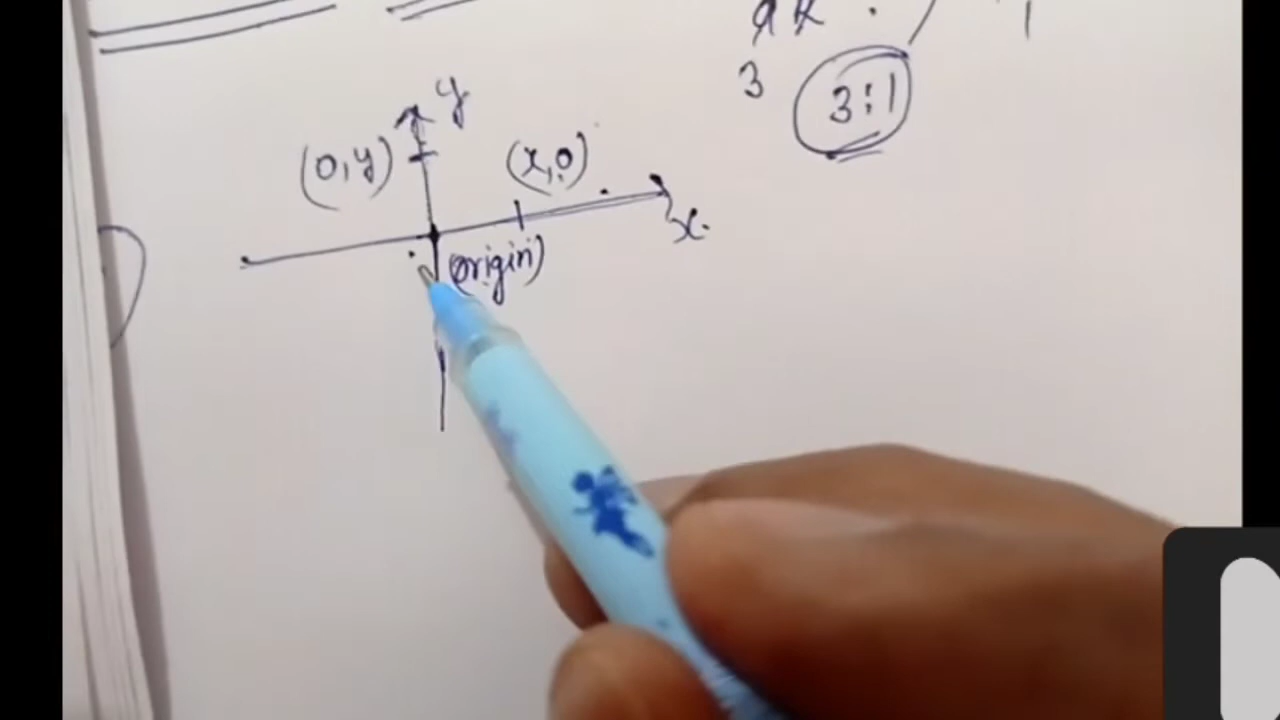 3
3:1
y
(0,y)
(x,0)
x
(origin)